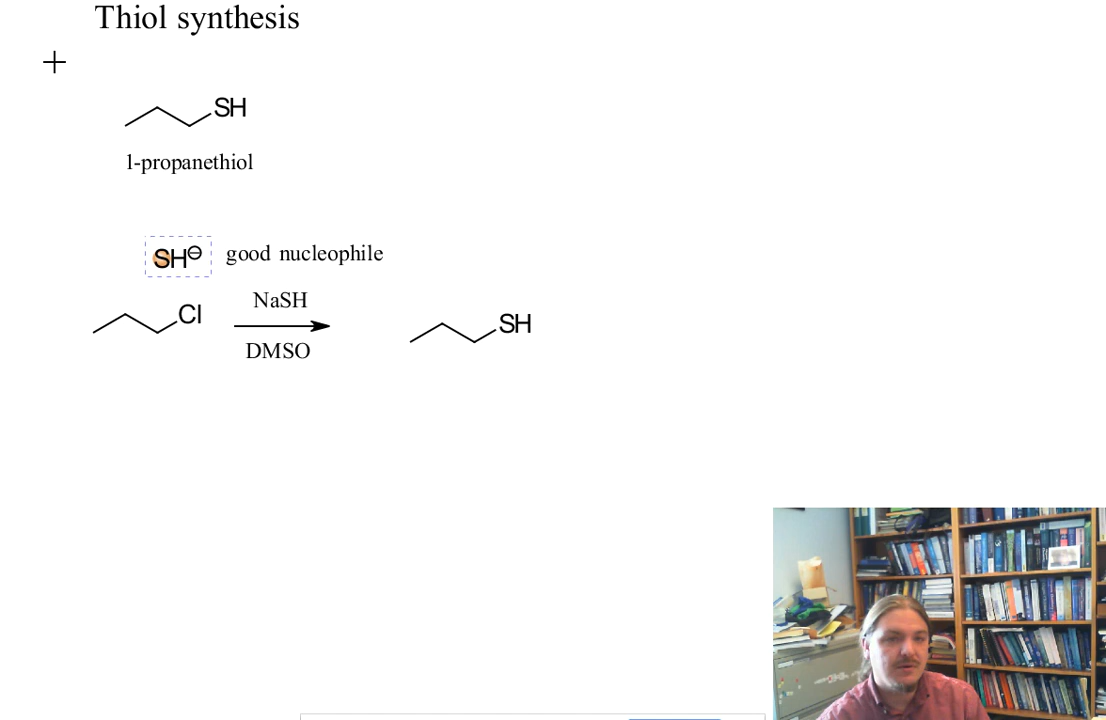 Thiol synthesis
SH
1-propanethiol
SH⊖ good nucleophile
NaSH
Cl
SH
DMSO